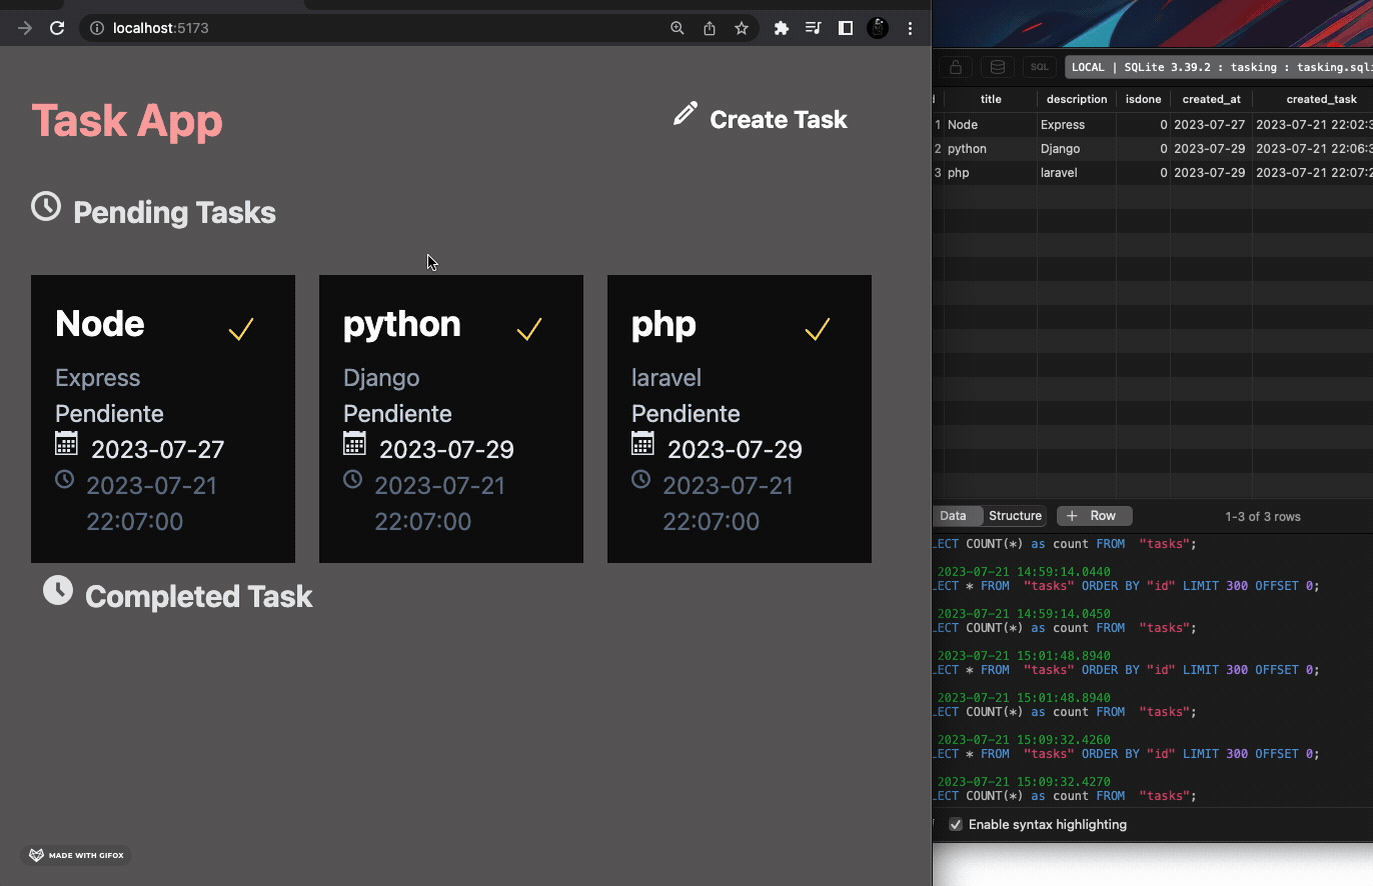 localhost:5173
Task App
Create Task
Pending Tasks
Node
Express
Pendiente
2023-07-27
2023-07-21
22:07:00
python
Django
Pendiente
2023-07-29
2023-07-21
22:07:00
php
laravel
Pendiente
2023-07-29
2023-07-21
22:07:00
Completed Task
MADE WITH GIFOX
SQL
LOCAL | SQLite 3.39.2 : tasking : tasking.sqli
title description isdone created_at created_task
1 Node Express 0 2023-07-27 2023-07-21 22:02:3
2 python Django 0 2023-07-29 2023-07-21 22:06:3
3 php laravel 0 2023-07-29 2023-07-21 22:07:2
Data Structure + Row 1-3 of 3 rows
LECT COUNT(*) as count FROM "tasks";
2023-07-21 14:59:14.0440
LECT * FROM "tasks" ORDER BY "id" LIMIT 300 OFFSET 0;
2023-07-21 14:59:14.0450
LECT COUNT(*) as count FROM "tasks";
2023-07-21 15:01:48.8940
LECT * FROM "tasks" ORDER BY "id" LIMIT 300 OFFSET 0;
2023-07-21 15:01:48.8940
LECT COUNT(*) as count FROM "tasks";
2023-07-21 15:09:32.4260
LECT * FROM "tasks" ORDER BY "id" LIMIT 300 OFFSET 0;
2023-07-21 15:09:32.4270
LECT COUNT(*) as count FROM "tasks";
Enable syntax highlighting